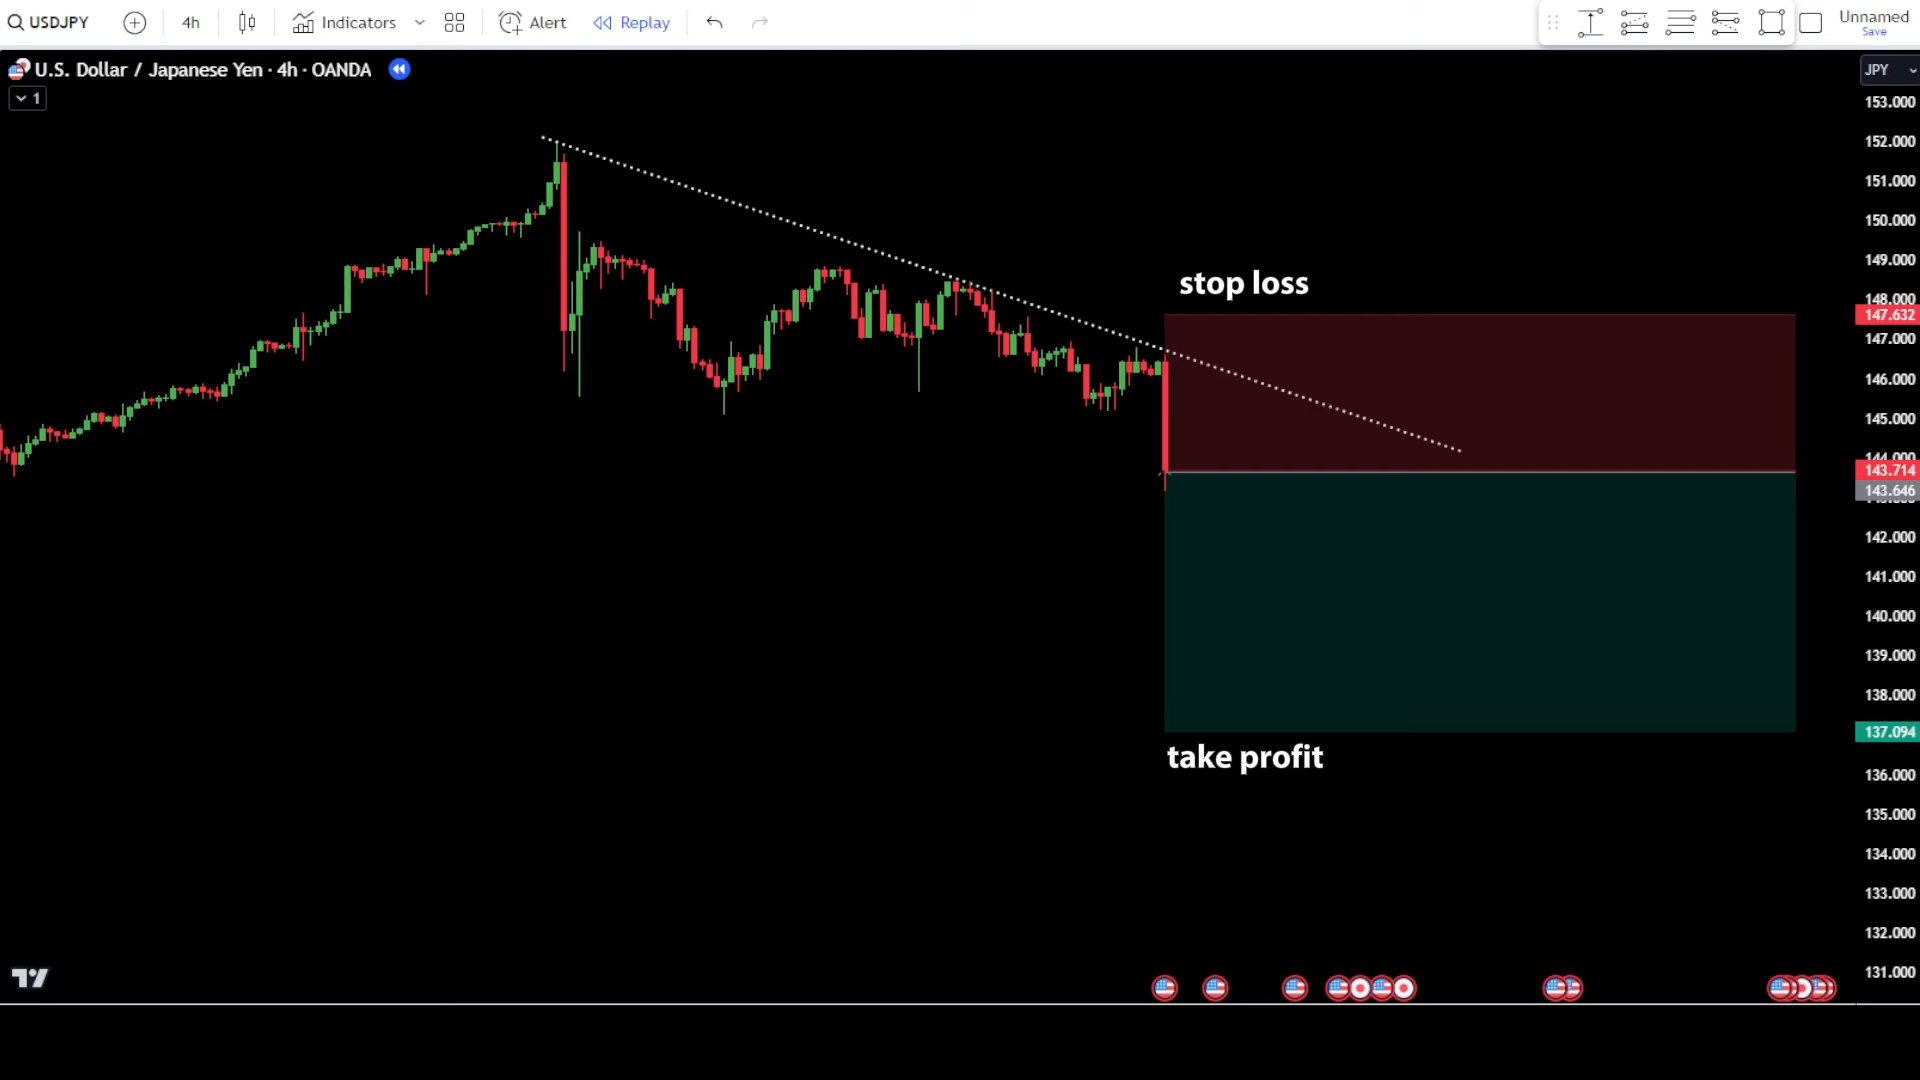 USDJPY
4h
Indicators
Alert
Replay
Unnamed
Save
U.S. Dollar / Japanese Yen · 4h · OANDA
1
JPY
153.000
152.000
151.000
150.000
149.000
148.000
147.632
147.000
146.000
145.000
144.000
143.714
143.646
142.000
141.000
140.000
139.000
138.000
137.094
136.000
135.000
134.000
133.000
132.000
131.000
stop loss
take profit